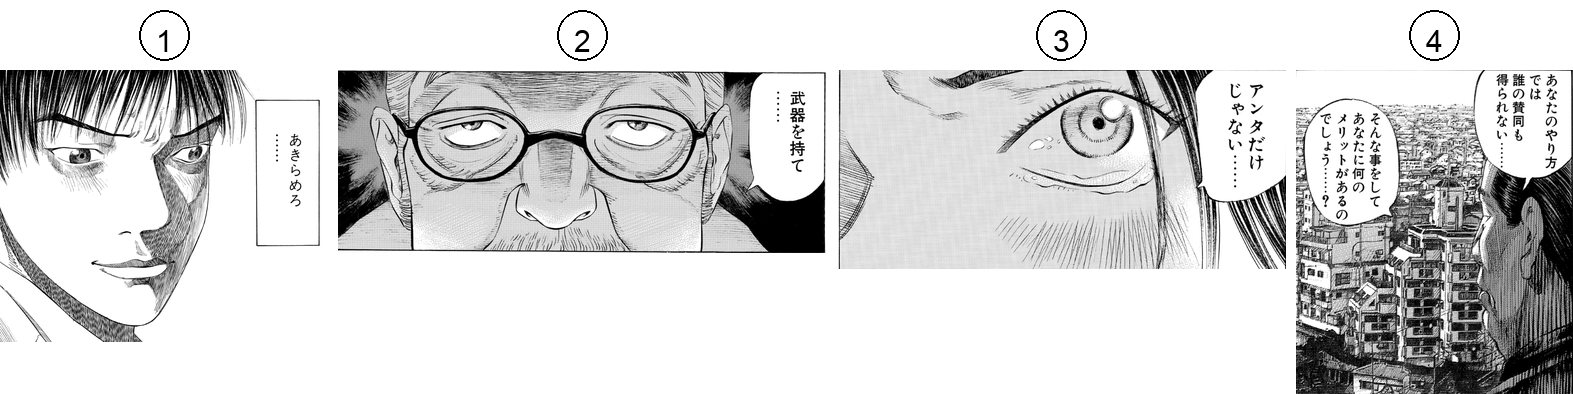 1
あきらめろ
……
2
武器を持て
……
3
アンタだけ
じゃない……
4
あなたのやり方
では
誰の賛同も
得られない……
そんな事をして
あなたに何の
メリットがあるの
でしょう……?